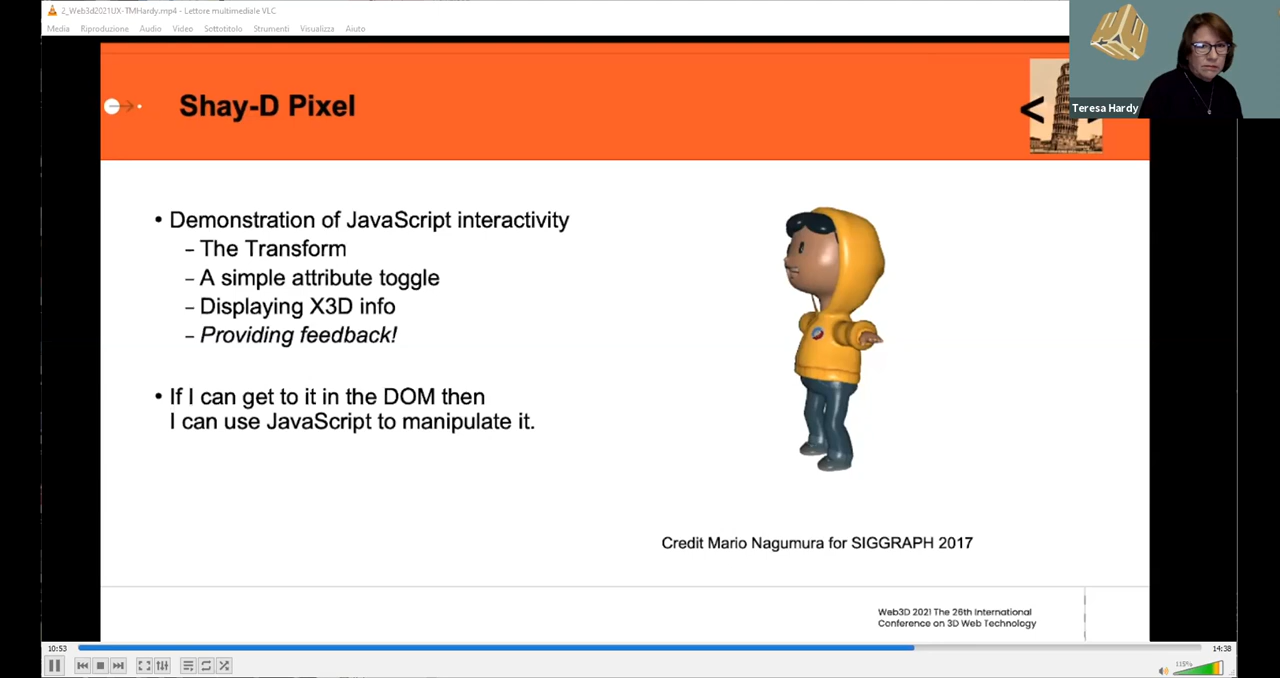 2_Web3d2021UX-TMHardy.mp4 - Lettore multimediale VLC
Media Riproduzione Audio Video Sottotitolo Strumenti Visualizza Aiuto
Teresa Hardy
Shay-D Pixel
<
• Demonstration of JavaScript interactivity
– The Transform
– A simple attribute toggle
– Displaying X3D info
– Providing feedback!
• If I can get to it in the DOM then
I can use JavaScript to manipulate it.
Credit Mario Nagumura for SIGGRAPH 2017
Web3D 2021 The 26th International
Conference on 3D Web Technology
10:53
14:38
115%